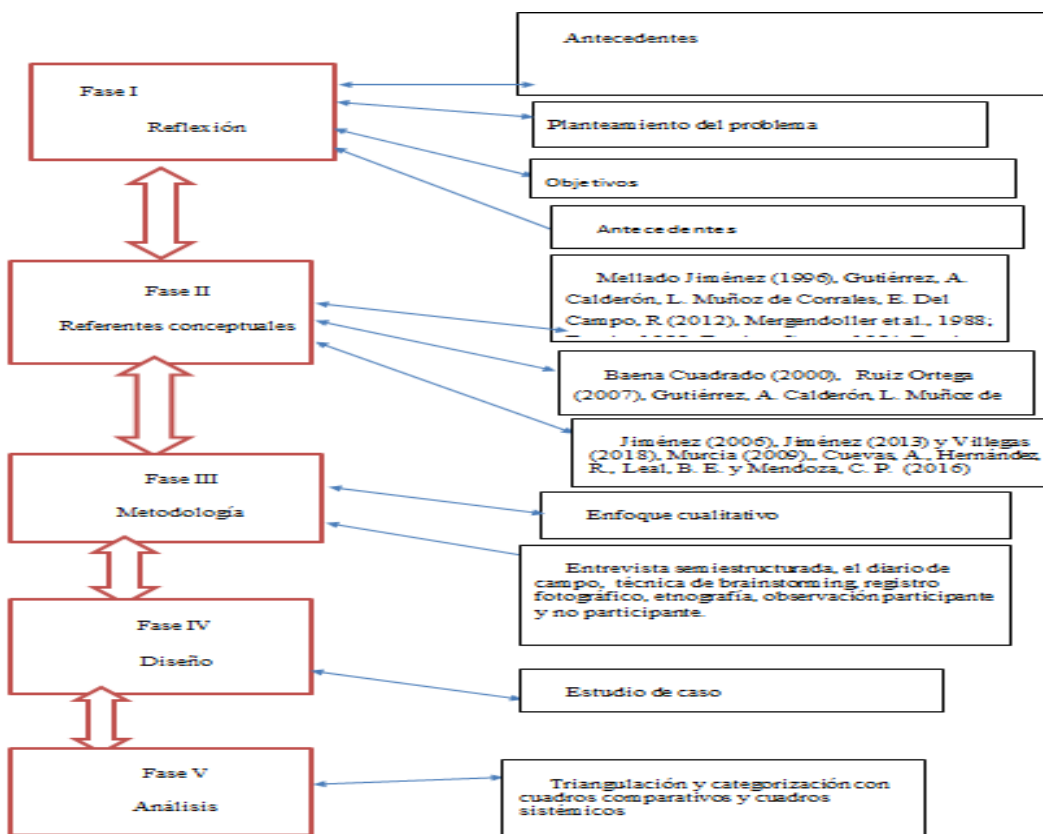 Antecedentes
Fase I
Reflexión
Planteamiento del problema
Objetivos
Antecedentes
Fase II
Referentes conceptuales
Mellado Jiménez (1996), Gutiérrez, A.
Calderón, L. Muñoz de Corrales, E. Del
Campo, R (2012), Mergendoller et al., 1988;
Baena Cuadrado (2000), Ruiz Ortega
(2007), Gutiérrez, A. Calderón, L. Muñoz de
Jiménez (2006), Jiménez (2013) y Villegas
(2018), Murcia (2009),, Cuevas, A., Hernández,
R., Leal, B. E. y Mendoza, C. P. (2016)
Fase III
Metodología
Enfoque cualitativo
Entrevista semiestructurada, el diario de
campo, técnica de brainstorming, registro
fotográfico, etnografía, observación participante
y no participante.
Fase IV
Diseño
Estudio de caso
Fase V
Análisis
Triangulación y categorización con
cuadros comparativos y cuadros
sistémicos